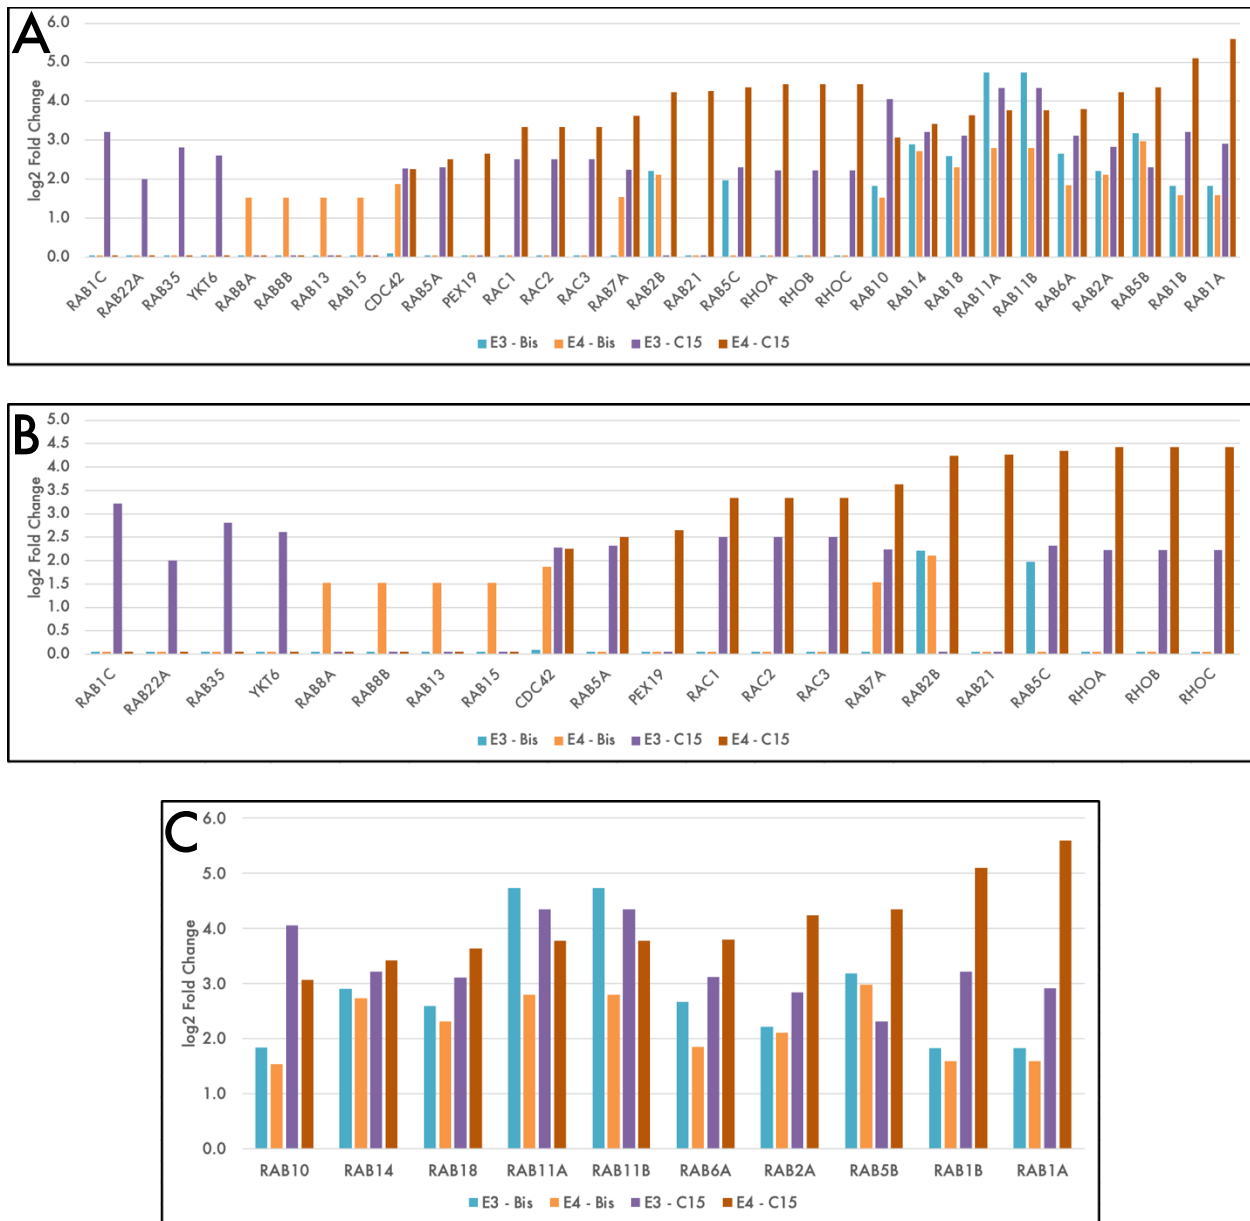 A
6.0
5.0
4.0
3.0
2.0
1.0
0.0
log2 Fold Change
RAB1C RAB22A RAB35 YKT6 RAB8A RAB8B RAB13 RAB15 CDC42 RAB5A PEX19 RAC1 RAC2 RAC3 RAB7A RAB2B RAB21 RAB5C RHOA RHOB RHOC RAB10 RAB14 RAB18 RAB11A RAB11B RAB6A RAB2A RAB5B RAB1B RAB1A
E3 - Bis E4 - Bis E3 - C15 E4 - C15
B
5.0
4.5
4.0
3.5
3.0
2.5
2.0
1.5
1.0
0.5
0.0
log2 Fold Change
RAB1C RAB22A RAB35 YKT6 RAB8A RAB8B RAB13 RAB15 CDC42 RAB5A PEX19 RAC1 RAC2 RAC3 RAB7A RAB2B RAB21 RAB5C RHOA RHOB RHOC
E3 - Bis E4 - Bis E3 - C15 E4 - C15
C
6.0
5.0
4.0
3.0
2.0
1.0
0.0
log2 Fold Change
RAB10 RAB14 RAB18 RAB11A RAB11B RAB6A RAB2A RAB5B RAB1B RAB1A
E3 - Bis E4 - Bis E3 - C15 E4 - C15